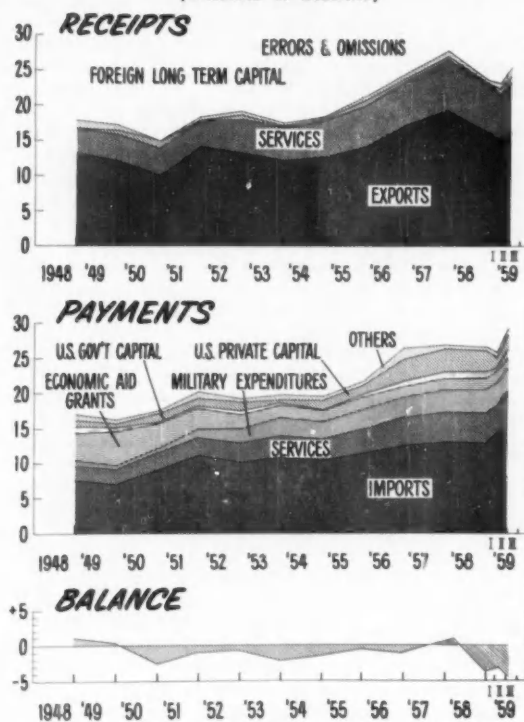 30
RECEIPTS
ERRORS & OMISSIONS
25
FOREIGN LONG TERM CAPITAL
20
15
SERVICES
10
EXPORTS
5
0
I II III
1948 '49 '50 '51 '52 '53 '54 '55 '56 '57 '58 '59
30
PAYMENTS
OTHERS
U.S. GOV'T CAPITAL
U.S. PRIVATE CAPITAL
25
ECONOMIC AID
MILITARY EXPENDITURES
GRANTS
20
15
SERVICES
10
IMPORTS
5
0
I II III
1948 '49 '50 '51 '52 '53 '54 '55 '56 '57 '58 '59
BALANCE
+5
0
-5
I II III
1948 '49 '50 '51 '52 '53 '54 '55 '56 '57 '58 '59